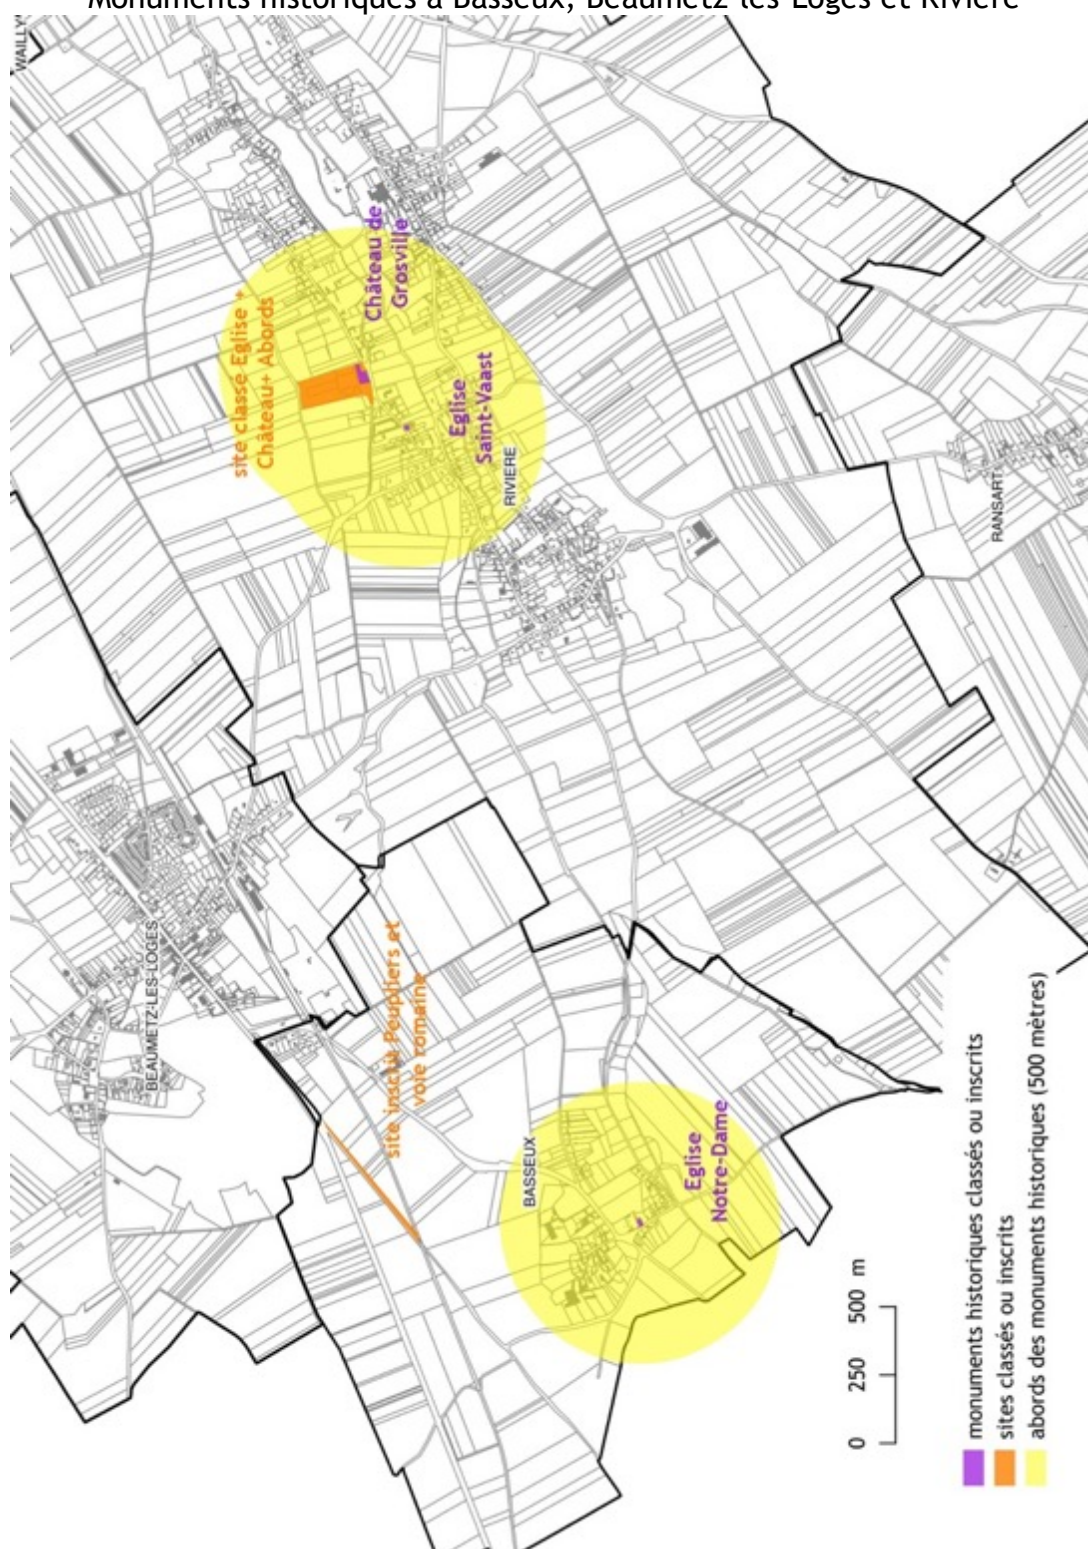 Monuments historiques à Basseux, Beaumetz-les-Loges et Rivière
WAILLY
site classé Eglise +
Château+ Abords
Château de
Grosville
Eglise
Saint-Vaast
RIVIERE
RANSART
BEAUMETZ-LES-LOGES
site inscrit Peupliers et
voie romaine
BASSEUX
Eglise
Notre-Dame
0 250 500 m
monuments historiques classés ou inscrits
sites classés ou inscrits
abords des monuments historiques (500 mètres)